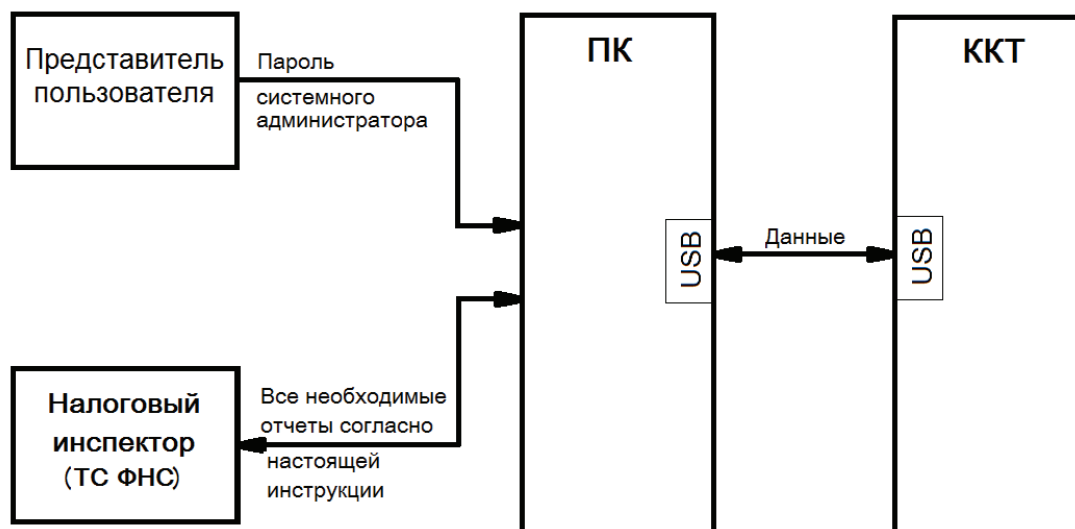 Представитель
пользователя
Пароль
системного
администратора
ПК
ККТ
USB
Данные
USB
Налоговый
инспектор
(ТС ФНС)
Все необходимые
отчеты согласно
настоящей
инструкции